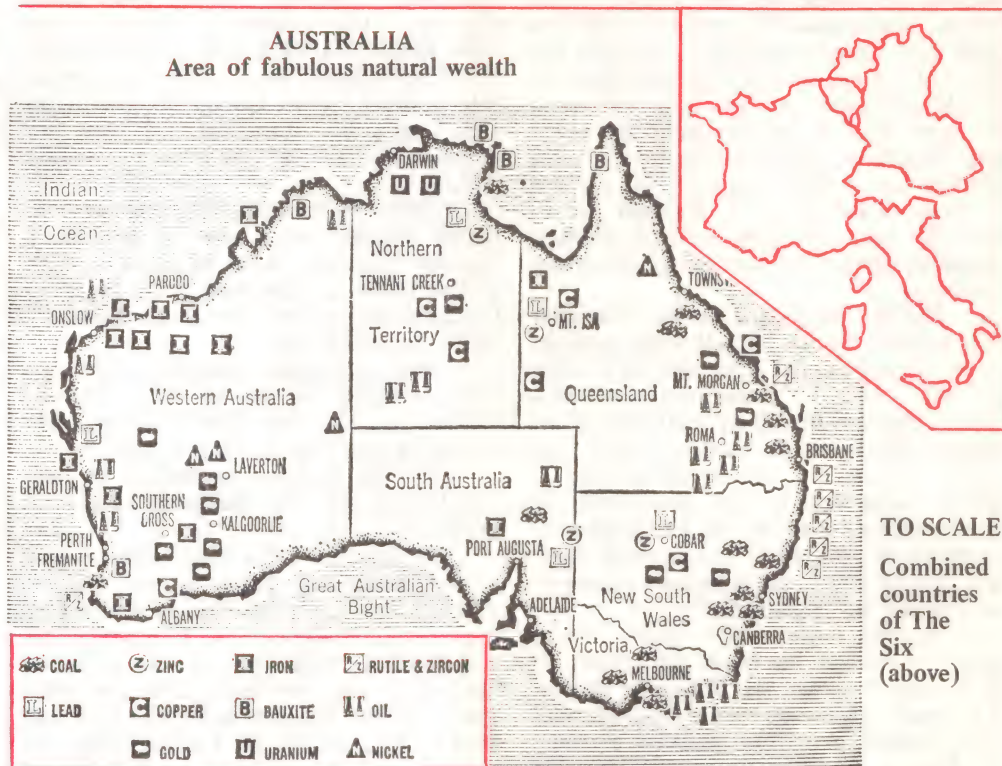 AUSTRALIA
Area of fabulous natural wealth
Indian
Ocean
DARWIN
B
B
B
U U
I
B
L
Z
Northern
PARDOO
TENNANT CREEK
N
TOWNSV
ONSLOW
I I I
C
I
C
L
MT. ISA
I I I I
Territory
Z
C
C
Western Australia
C
Queensland
MT. MORGAN
R/Z
L
N
ROMA
N N
LAVERTON
BRISBANE
I
South Australia
GERALDTON
I
SOUTHERN
CROSS
KALGOORLIE
I
L
R/Z
R/Z
R/Z
R/Z
R/Z
I
Z
Z
COBAR
PERTH
FREMANTLE
PORT AUGUSTA
L
C
B
C
Great Australian
Bight
New South
Wales
SYDNEY
R/Z
I
ALBANY
ADELAIDE
CANBERRA
Victoria
MELBOURNE
TO SCALE
Combined
countries
of The
Six
(above)
COAL
Z ZINC
I IRON
R/Z RUTILE & ZIRCON
L LEAD
C COPPER
B BAUXITE
OIL
GOLD
U URANIUM
N NICKEL